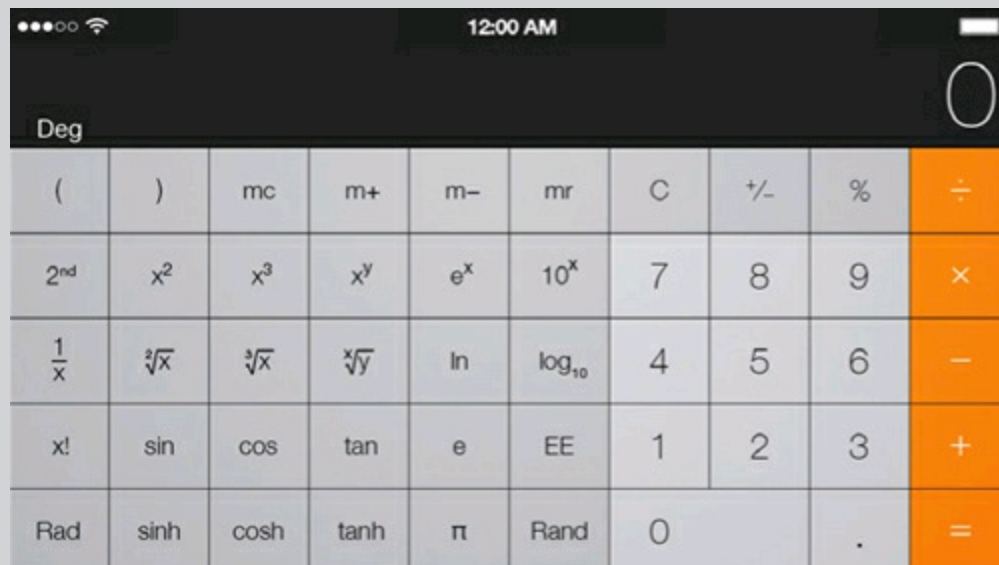 12:00 AM
0
Deg
( ) mc m+ m− mr C +/− % ÷
2nd x² x³ xʸ eˣ 10ˣ 7 8 9 ×
1/x ²√x ³√x ˣ√y ln log₁₀ 4 5 6 −
x! sin cos tan e EE 1 2 3 +
Rad sinh cosh tanh π Rand 0 . =